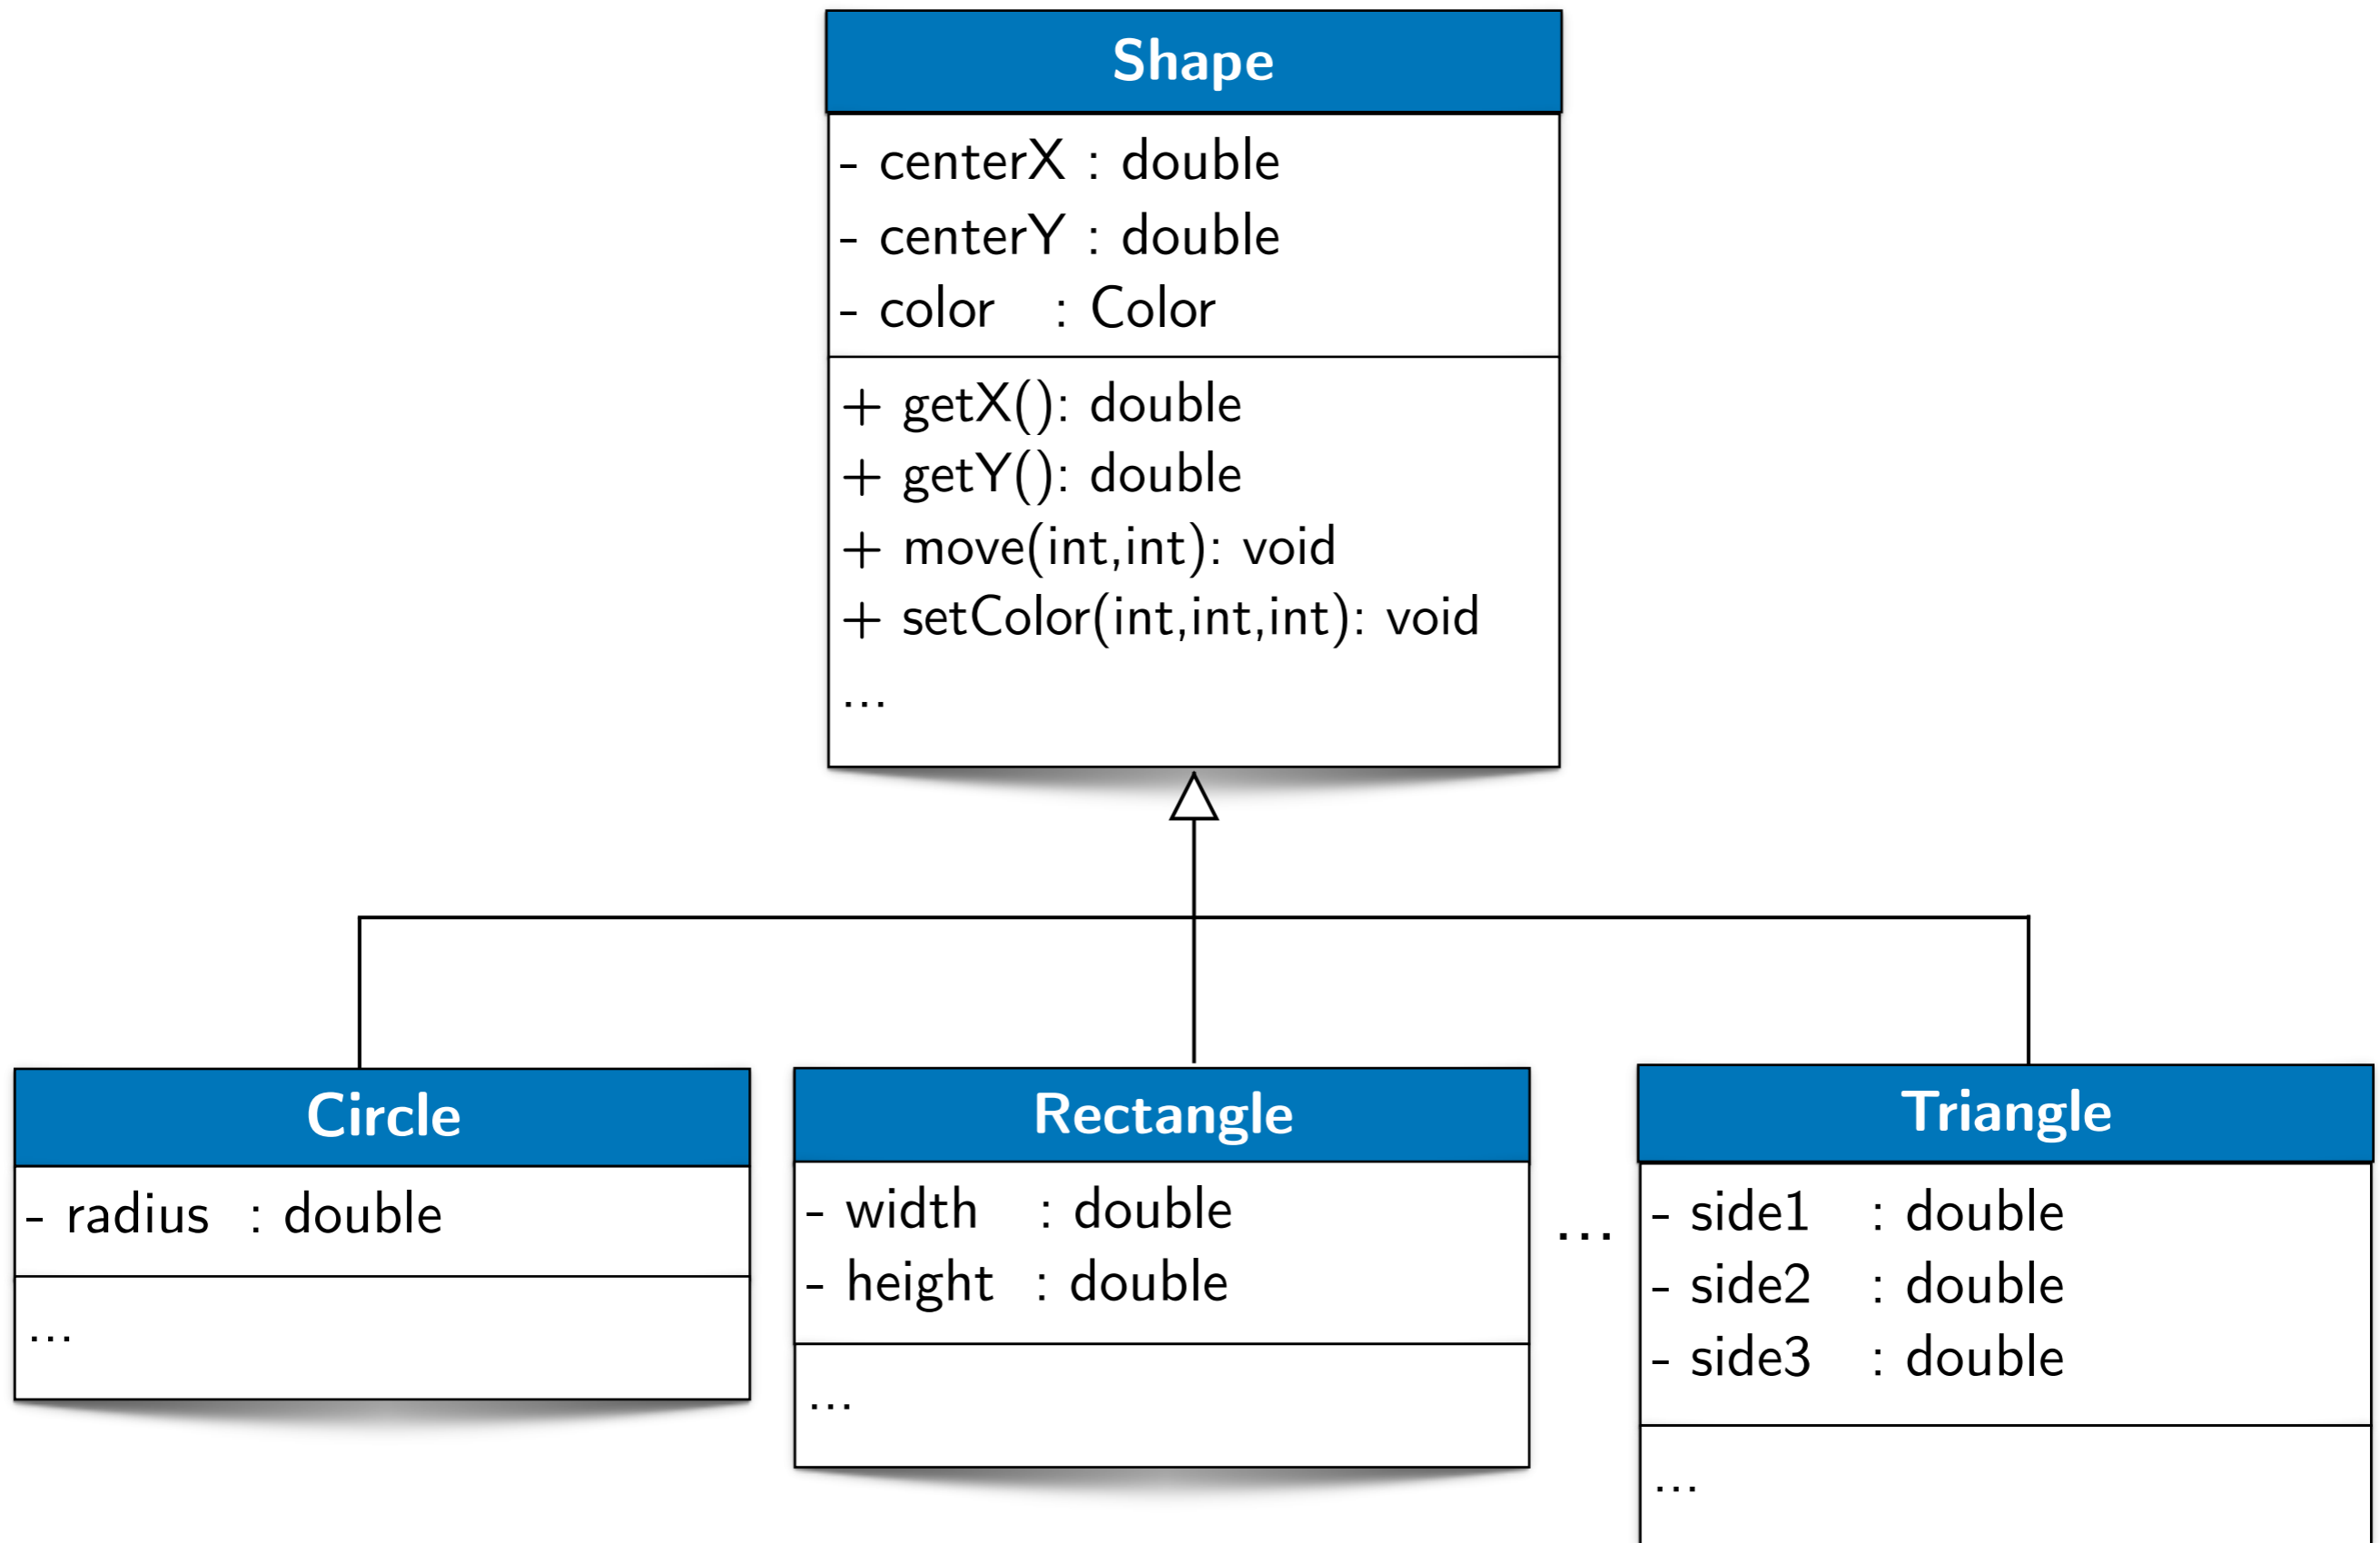 Shape
- centerX : double
- centerY : double
- color : Color
+ getX(): double
+ getY(): double
+ move(int,int): void
+ setColor(int,int,int): void
...
Circle
- radius : double
...
Rectangle
- width : double
- height : double
...
...
Triangle
- side1 : double
- side2 : double
- side3 : double
...